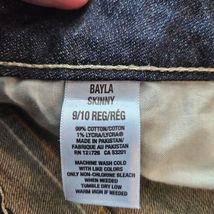 BAYLA
SKINNY
9/10 REG/RÉG
99% COTTON/COTON
1% LYCRA/LYCRA®
MADE IN PAKISTAN
FABRIQUE AU PAKISTAN
RN 121726 CA 53201
MACHINE WASH COLD
WITH LIKE COLORS
ONLY NON-CHLORINE BLEACH
WHEN NEEDED
TUMBLE DRY LOW
WARM IRON IF NEEDED